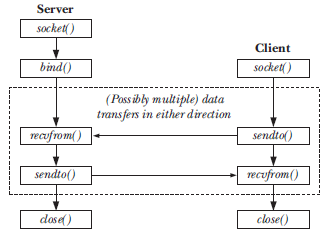 Server
socket()
Client
bind()
socket()
(Possibly multiple) data
transfers in either direction
recvfrom()
sendto()
sendto()
recvfrom()
close()
close()